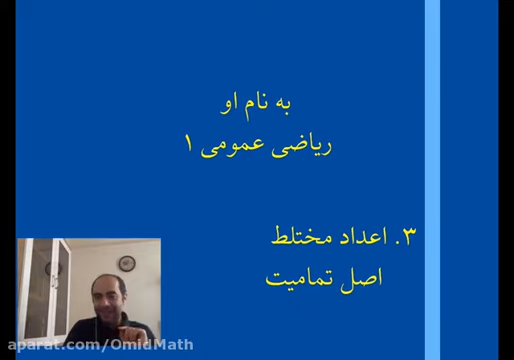 به نام او
ریاضی عمومی ۱
۳. اعداد مختلط
اصل تمامیت
aparat.com/OmidMath